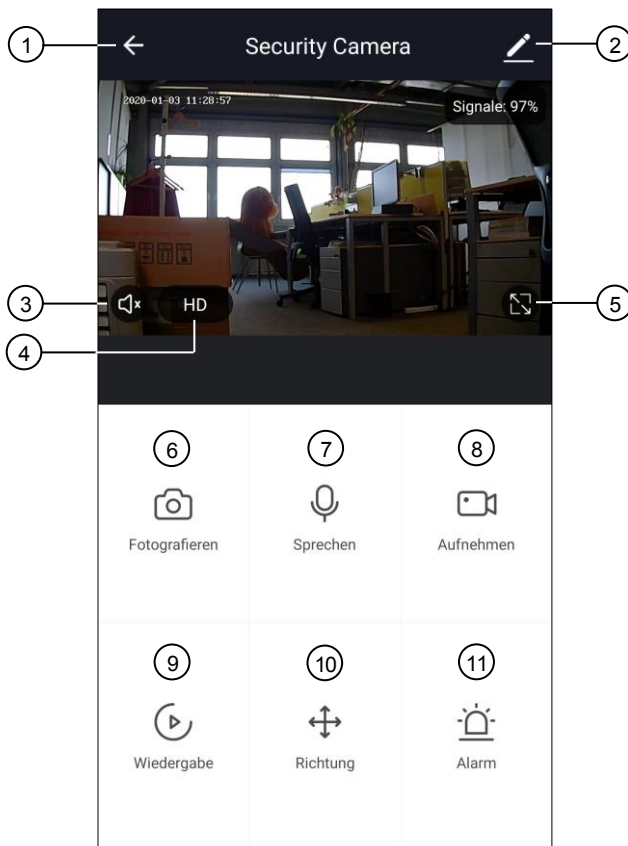 1 Security Camera 2
2020-01-03 11:28:57 Signale: 97%
3 HD 5
4
6 7 8
Fotografieren Sprechen Aufnehmen
9 10 11
Wiedergabe Richtung Alarm